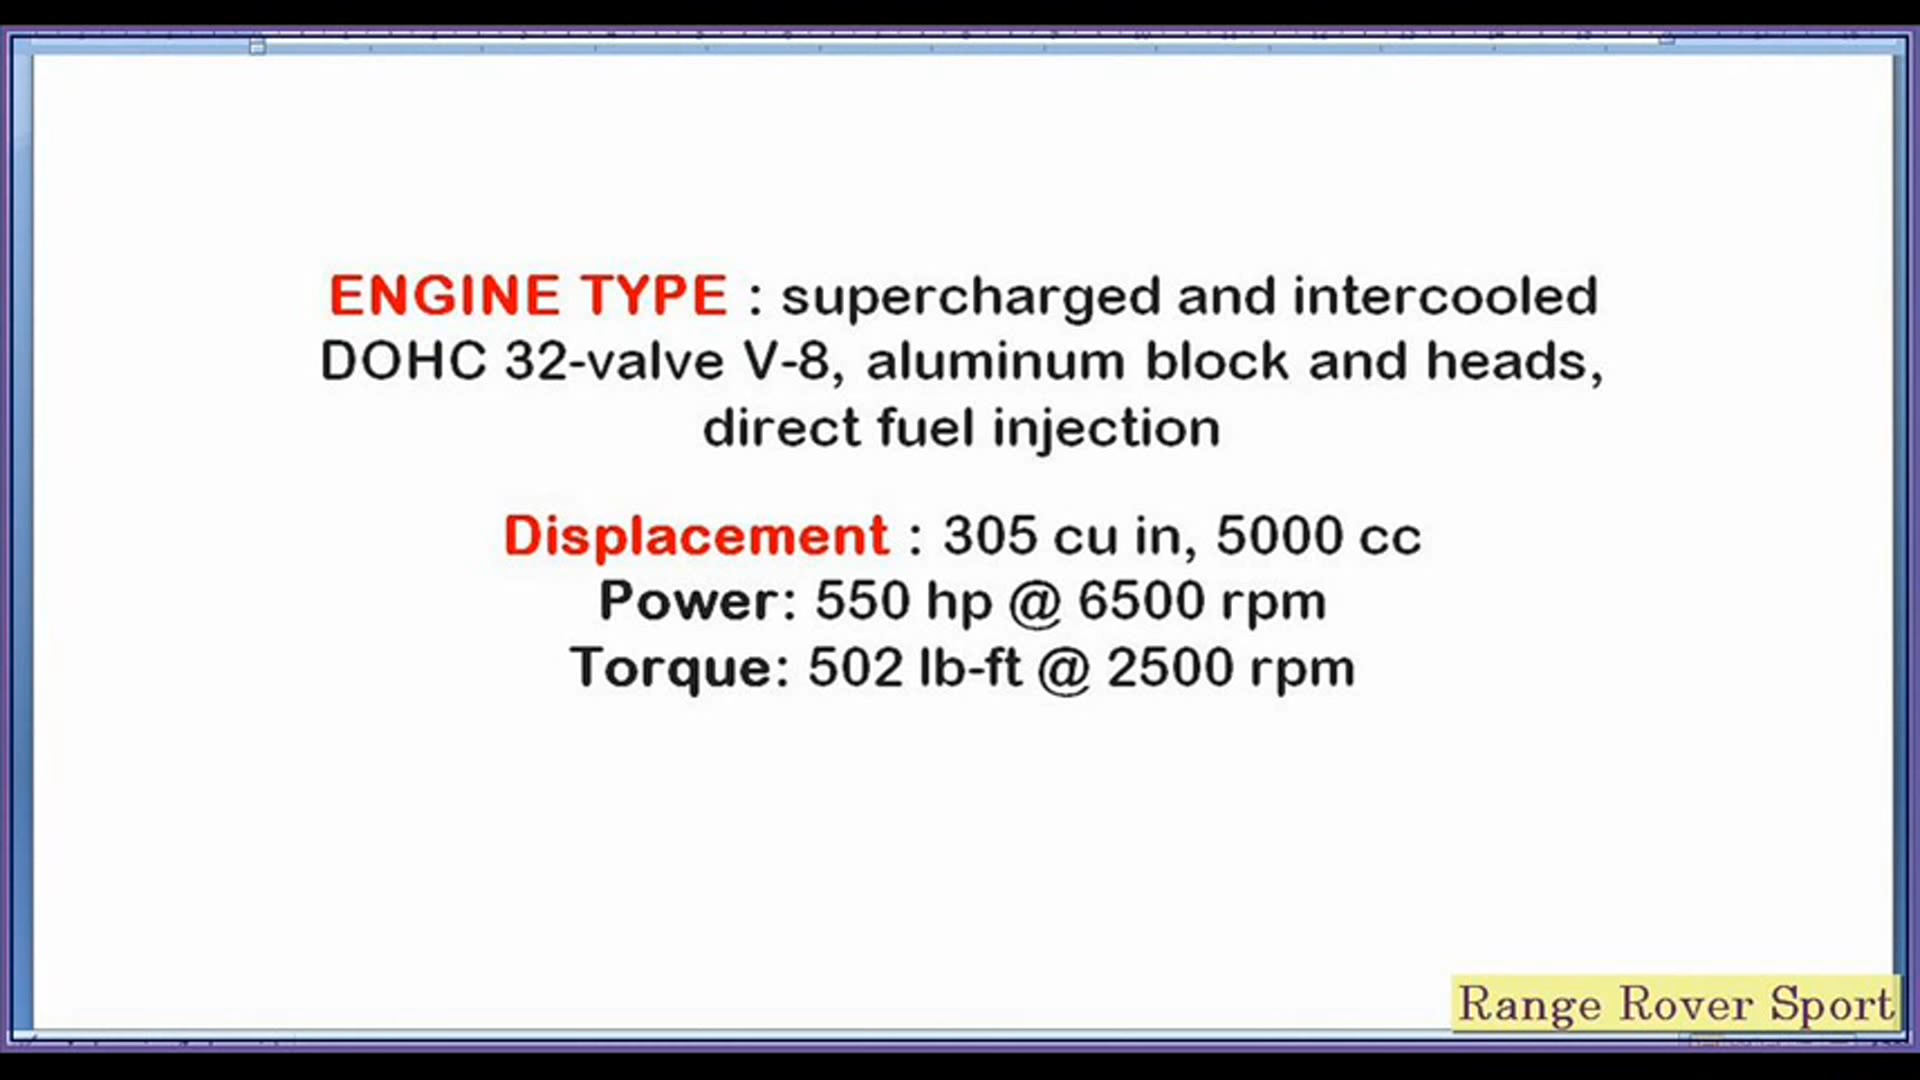 ENGINE TYPE : supercharged and intercooled
DOHC 32-valve V-8, aluminum block and heads,
direct fuel injection
Displacement : 305 cu in, 5000 cc
Power: 550 hp @ 6500 rpm
Torque: 502 lb-ft @ 2500 rpm
Range Rover Sport